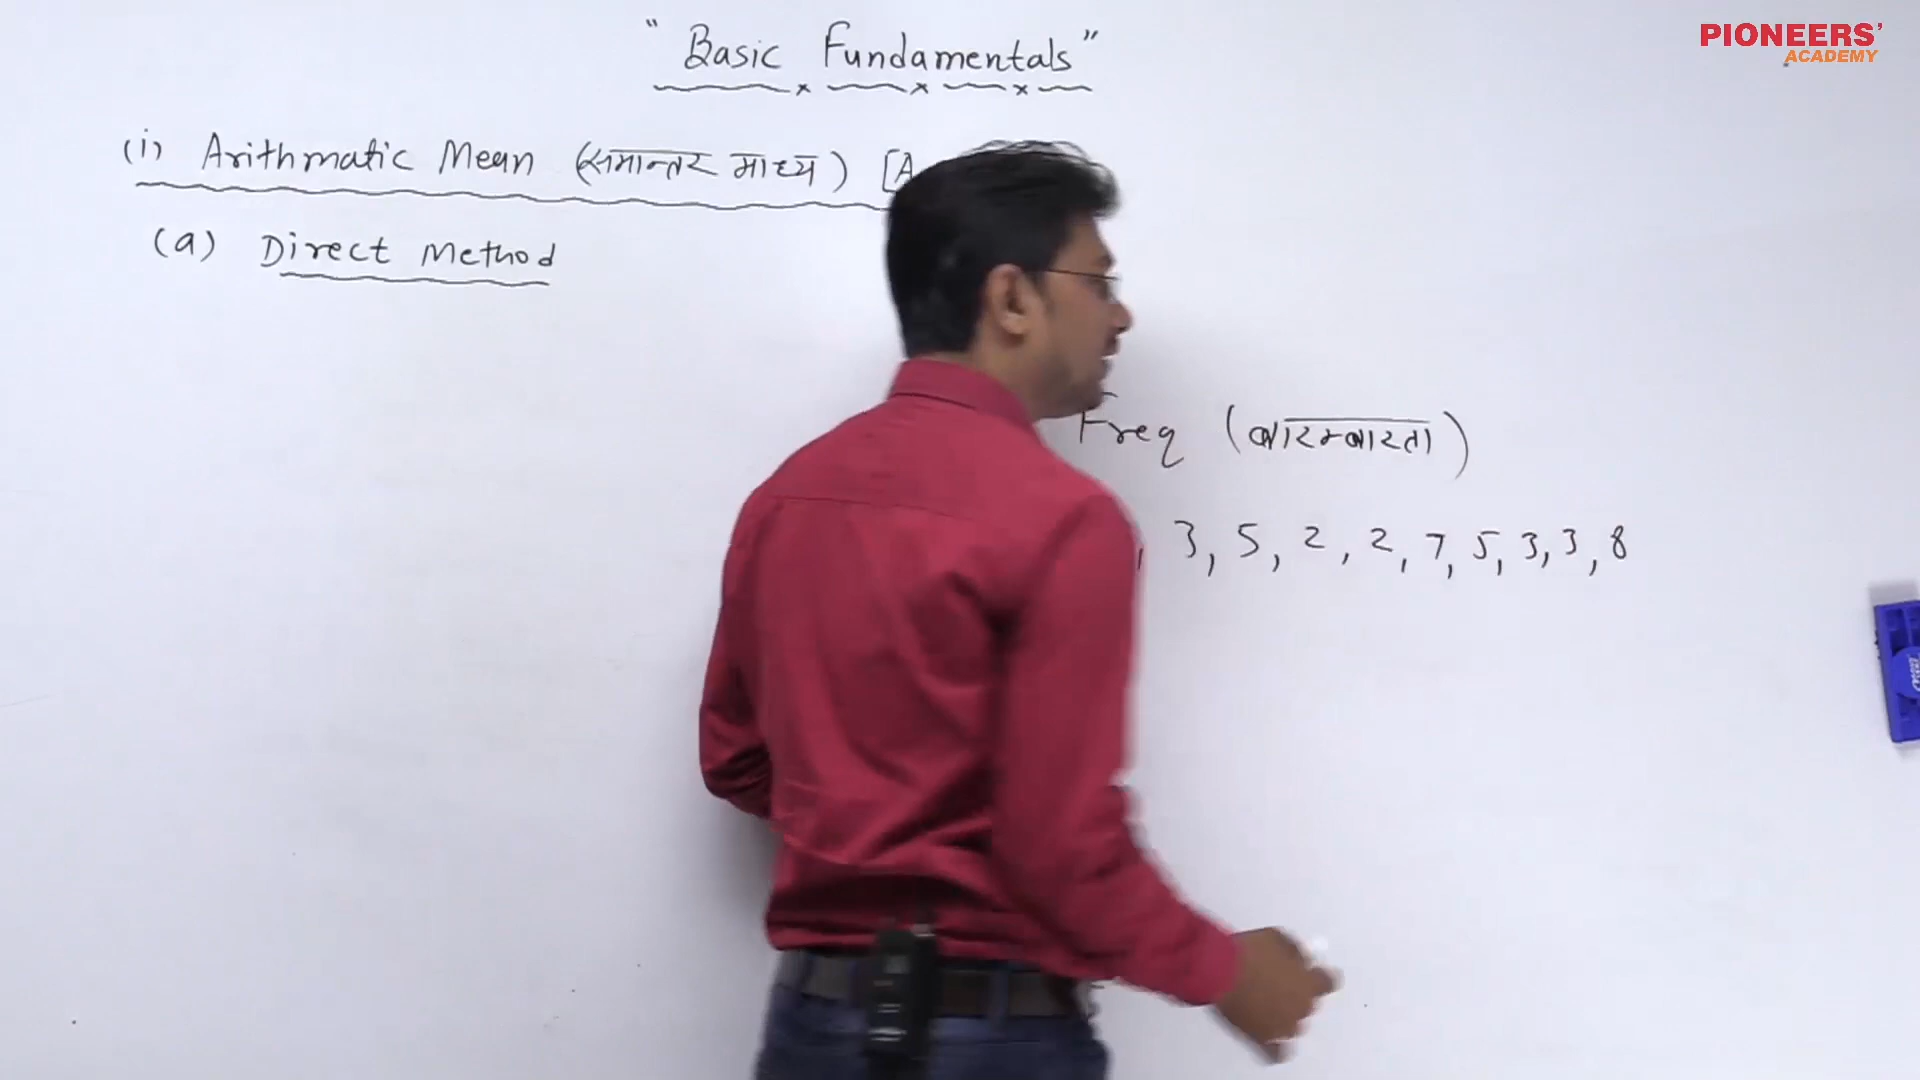 PIONEERS'
ACADEMY
"Basic Fundamentals"
(i) Arithmatic Mean (समान्तर माध्य) [A
(a) Direct Method
Freq (बारम्बारता)
, 3, 5, 2, 2, 7, 5, 3, 3, 8